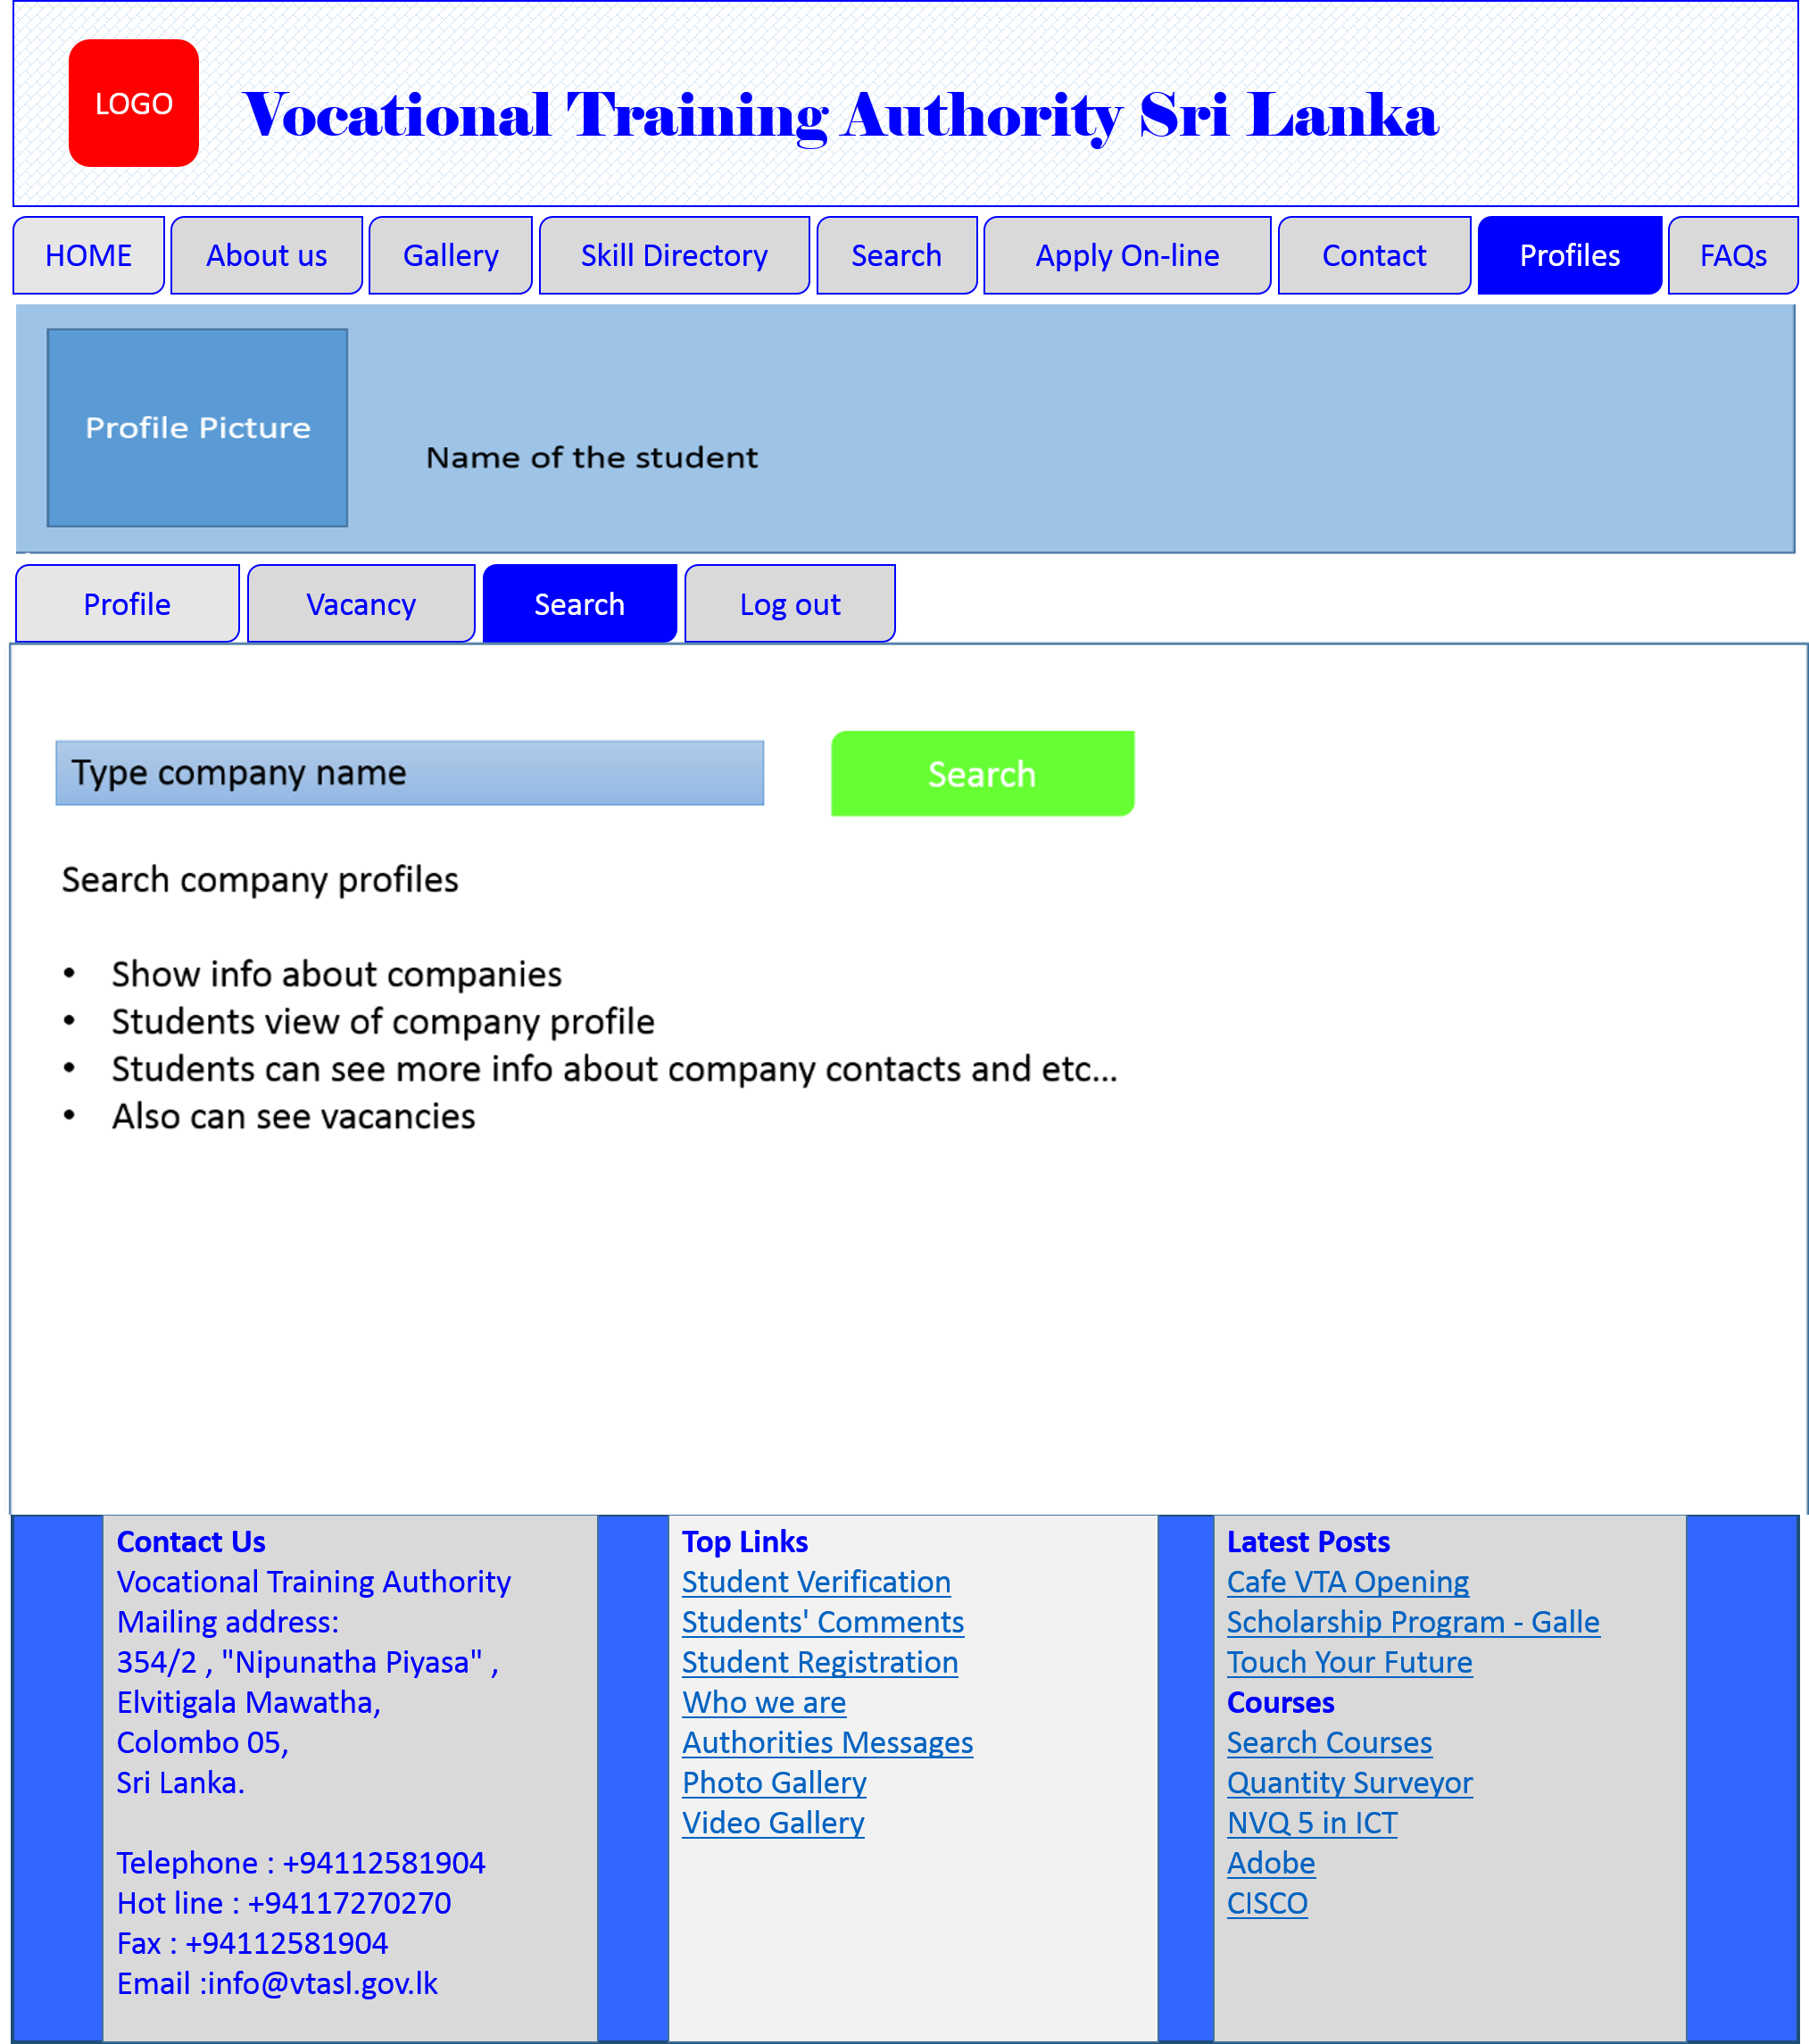 LOGO
Vocational Training Authority Sri Lanka
HOME
About us
Gallery
Skill Directory
Search
Apply On-line
Contact
Profiles
FAQs
Profile Picture
Name of the student
Profile
Vacancy
Search
Log out
Type company name
Search
Search company profiles
• Show info about companies
• Students view of company profile
• Students can see more info about company contacts and etc...
• Also can see vacancies
Contact Us
Vocational Training Authority
Mailing address:
354/2 , "Nipunatha Piyasa" ,
Elvitigala Mawatha,
Colombo 05,
Sri Lanka.
Telephone : +94112581904
Hot line : +94117270270
Fax : +94112581904
Email :info@vtasl.gov.lk
Top Links
Student Verification
Students' Comments
Student Registration
Who we are
Authorities Messages
Photo Gallery
Video Gallery
Latest Posts
Cafe VTA Opening
Scholarship Program - Galle
Touch Your Future
Courses
Search Courses
Quantity Surveyor
NVQ 5 in ICT
Adobe
CISCO